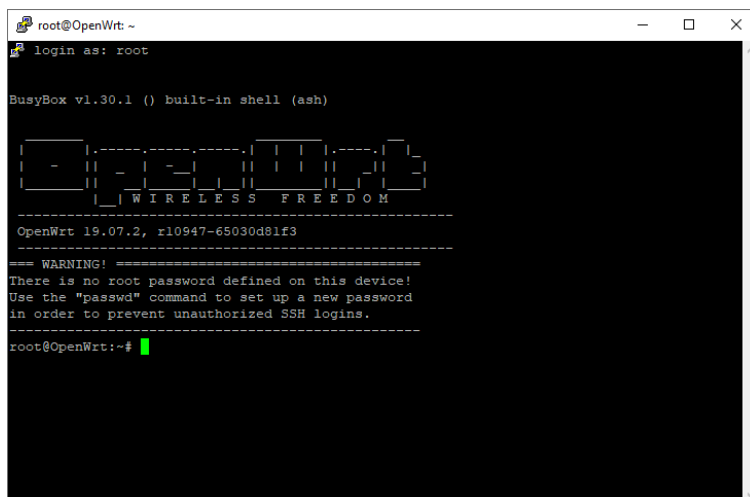 root@OpenWrt: ~
login as: root
BusyBox v1.30.1 () built-in shell (ash)
OpenWrt
W I R E L E S S   F R E E D O M
-----------------------------------------------------
OpenWrt 19.07.2, r10947-65030d81f3
-----------------------------------------------------
=== WARNING! =====================================
There is no root password defined on this device!
Use the "passwd" command to set up a new password
in order to prevent unauthorized SSH logins.
--------------------------------------------------
root@OpenWrt:~#